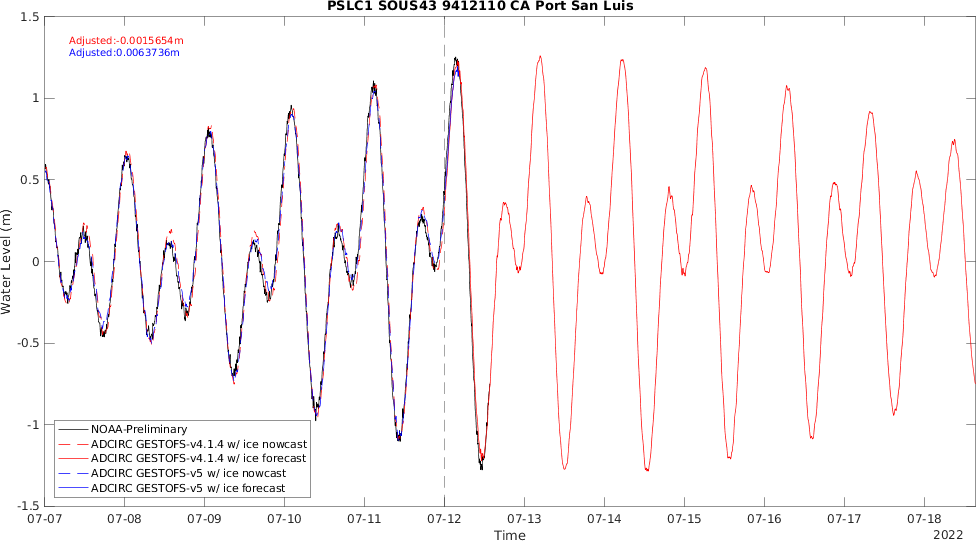 PSLC1 SOUS43 9412110 CA Port San Luis
Adjusted:-0.0015654m
Adjusted:0.0063736m
1.5
1
0.5
0
-0.5
-1
-1.5
Water Level (m)
NOAA-Preliminary
ADCIRC GESTOFS-v4.1.4 w/ ice nowcast
ADCIRC GESTOFS-v4.1.4 w/ ice forecast
ADCIRC GESTOFS-v5 w/ ice nowcast
ADCIRC GESTOFS-v5 w/ ice forecast
07-07 07-08 07-09 07-10 07-11 07-12 07-13 07-14 07-15 07-16 07-17 07-18
Time
2022